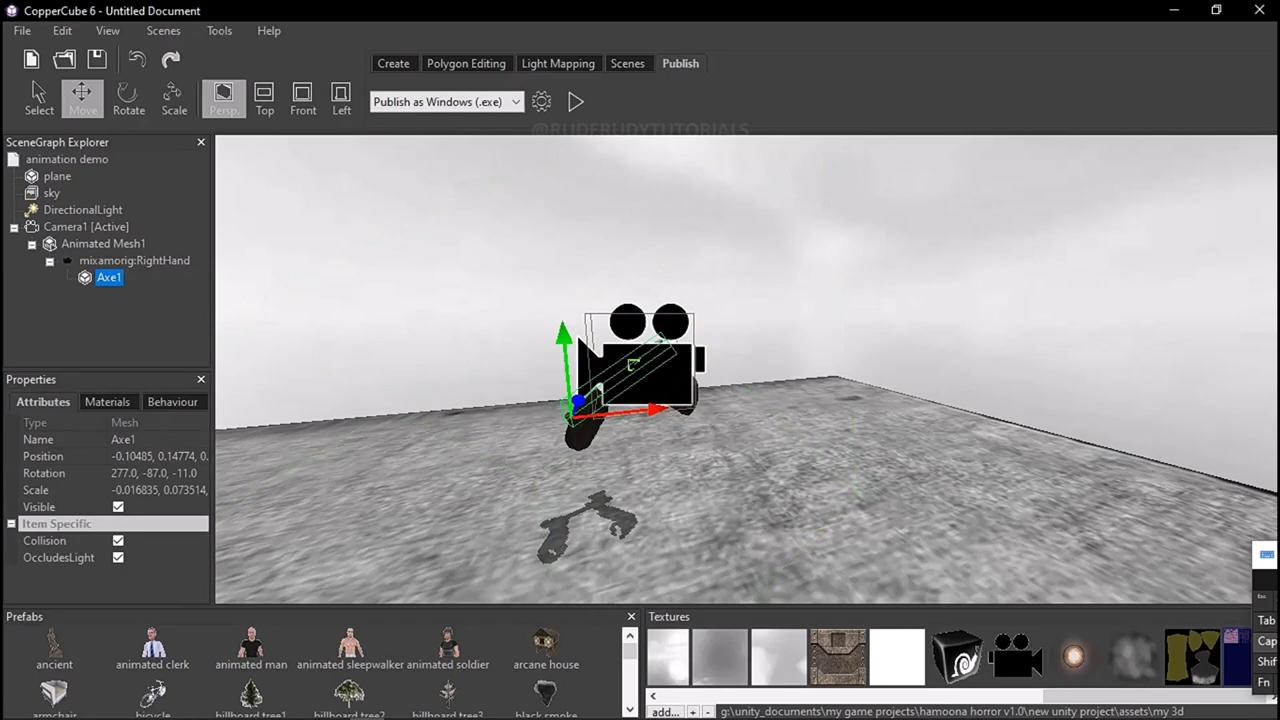 CopperCube 6 - Untitled Document
File Edit View Scenes Tools Help
Create Polygon Editing Light Mapping Scenes Publish
Select Move Rotate Scale Persp. Top Front Left
Publish as Windows (.exe)
@RUDERUDYTUTORIALS
SceneGraph Explorer
animation demo
plane
sky
DirectionalLight
Camera1 [Active]
Animated Mesh1
mixamorig:RightHand
Axe1
Properties
Attributes Materials Behaviour
Type Mesh
Name Axe1
Position -0.10485, 0.14774, 0.
Rotation 277.0, -87.0, -11.0
Scale -0.016835, 0.073514,
Visible
Item Specific
Collision
OccludesLight
Prefabs
ancient animated clerk animated man animated sleepwalker animated soldier arcane house
armchair bicycle billboard tree1 billboard tree2 billboard tree3 black smoke
Textures
add... + - g:\unity_documents\my game projects\hamoona horror v1.0\new unity project\assets\my 3d
Esc
Tab
Cap
Shif
Fn